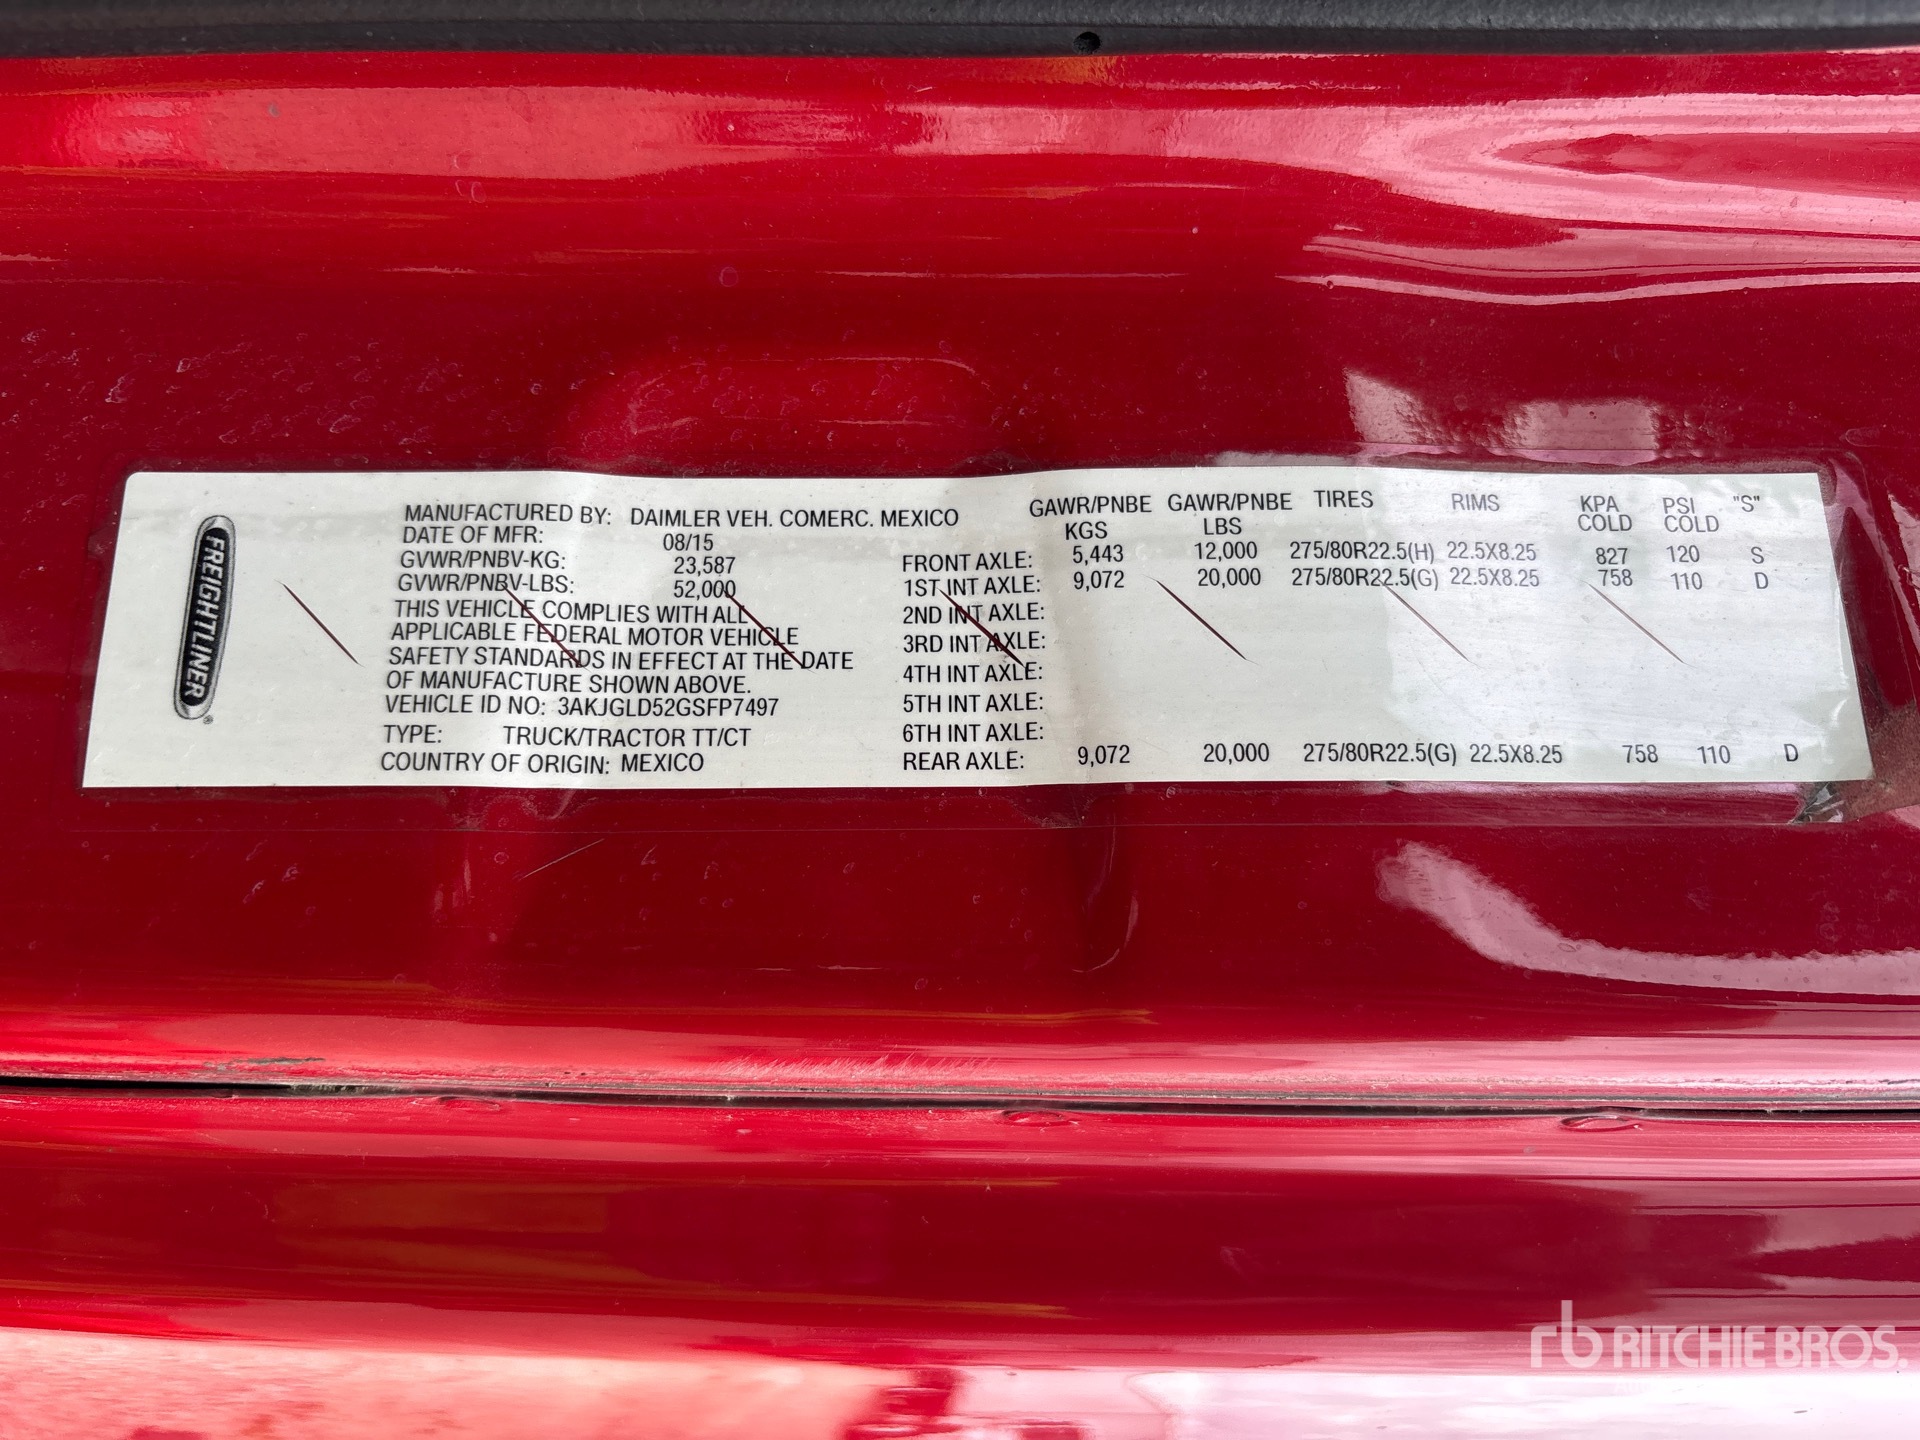 FREIGHTLINER
MANUFACTURED BY: DAIMLER VEH. COMERC. MEXICO
DATE OF MFR: 08/15
GVWR/PNBV-KG: 23,587
GVWR/PNBV-LBS: 52,000
THIS VEHICLE COMPLIES WITH ALL
APPLICABLE FEDERAL MOTOR VEHICLE
SAFETY STANDARDS IN EFFECT AT THE DATE
OF MANUFACTURE SHOWN ABOVE.
VEHICLE ID NO: 3AKJGLD52GSFP7497
TYPE: TRUCK/TRACTOR TT/CT
COUNTRY OF ORIGIN: MEXICO
GAWR/PNBE KGS GAWR/PNBE LBS TIRES RIMS KPA COLD PSI COLD "S"
FRONT AXLE: 5,443 12,000 275/80R22.5(H) 22.5X8.25 827 120 S
1ST INT AXLE: 9,072 20,000 275/80R22.5(G) 22.5X8.25 758 110 D
2ND INT AXLE:
3RD INT AXLE:
4TH INT AXLE:
5TH INT AXLE:
6TH INT AXLE:
REAR AXLE: 9,072 20,000 275/80R22.5(G) 22.5X8.25 758 110 D
rb RITCHIE BROS.